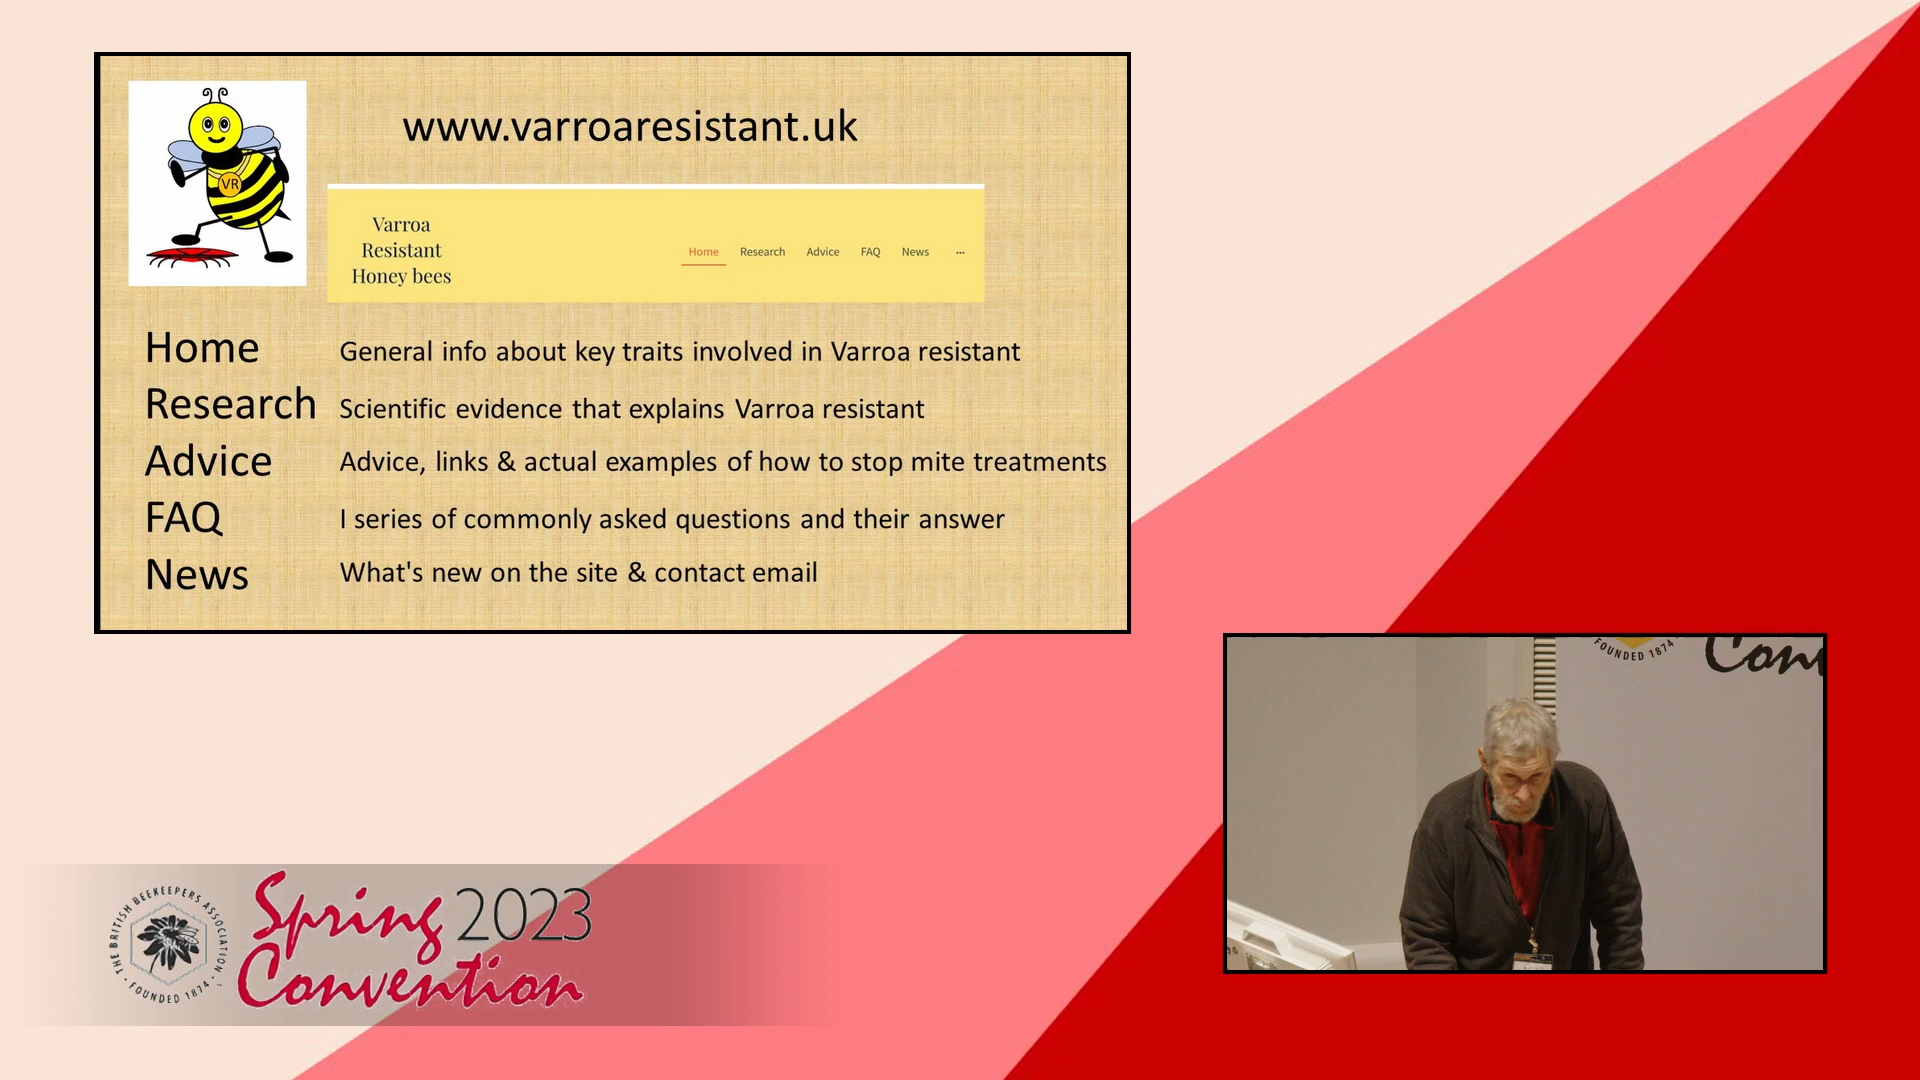 www.varroaresistant.uk
VR
Varroa
Resistant
Honey bees
Home Research Advice FAQ News ...
Home General info about key traits involved in Varroa resistant
Research Scientific evidence that explains Varroa resistant
Advice Advice, links & actual examples of how to stop mite treatments
FAQ I series of commonly asked questions and their answer
News What's new on the site & contact email
FOUNDED 1874
Conv
THE BRITISH BEEKEEPERS ASSOCIATION
FOUNDED 1874
Spring 2023
Convention